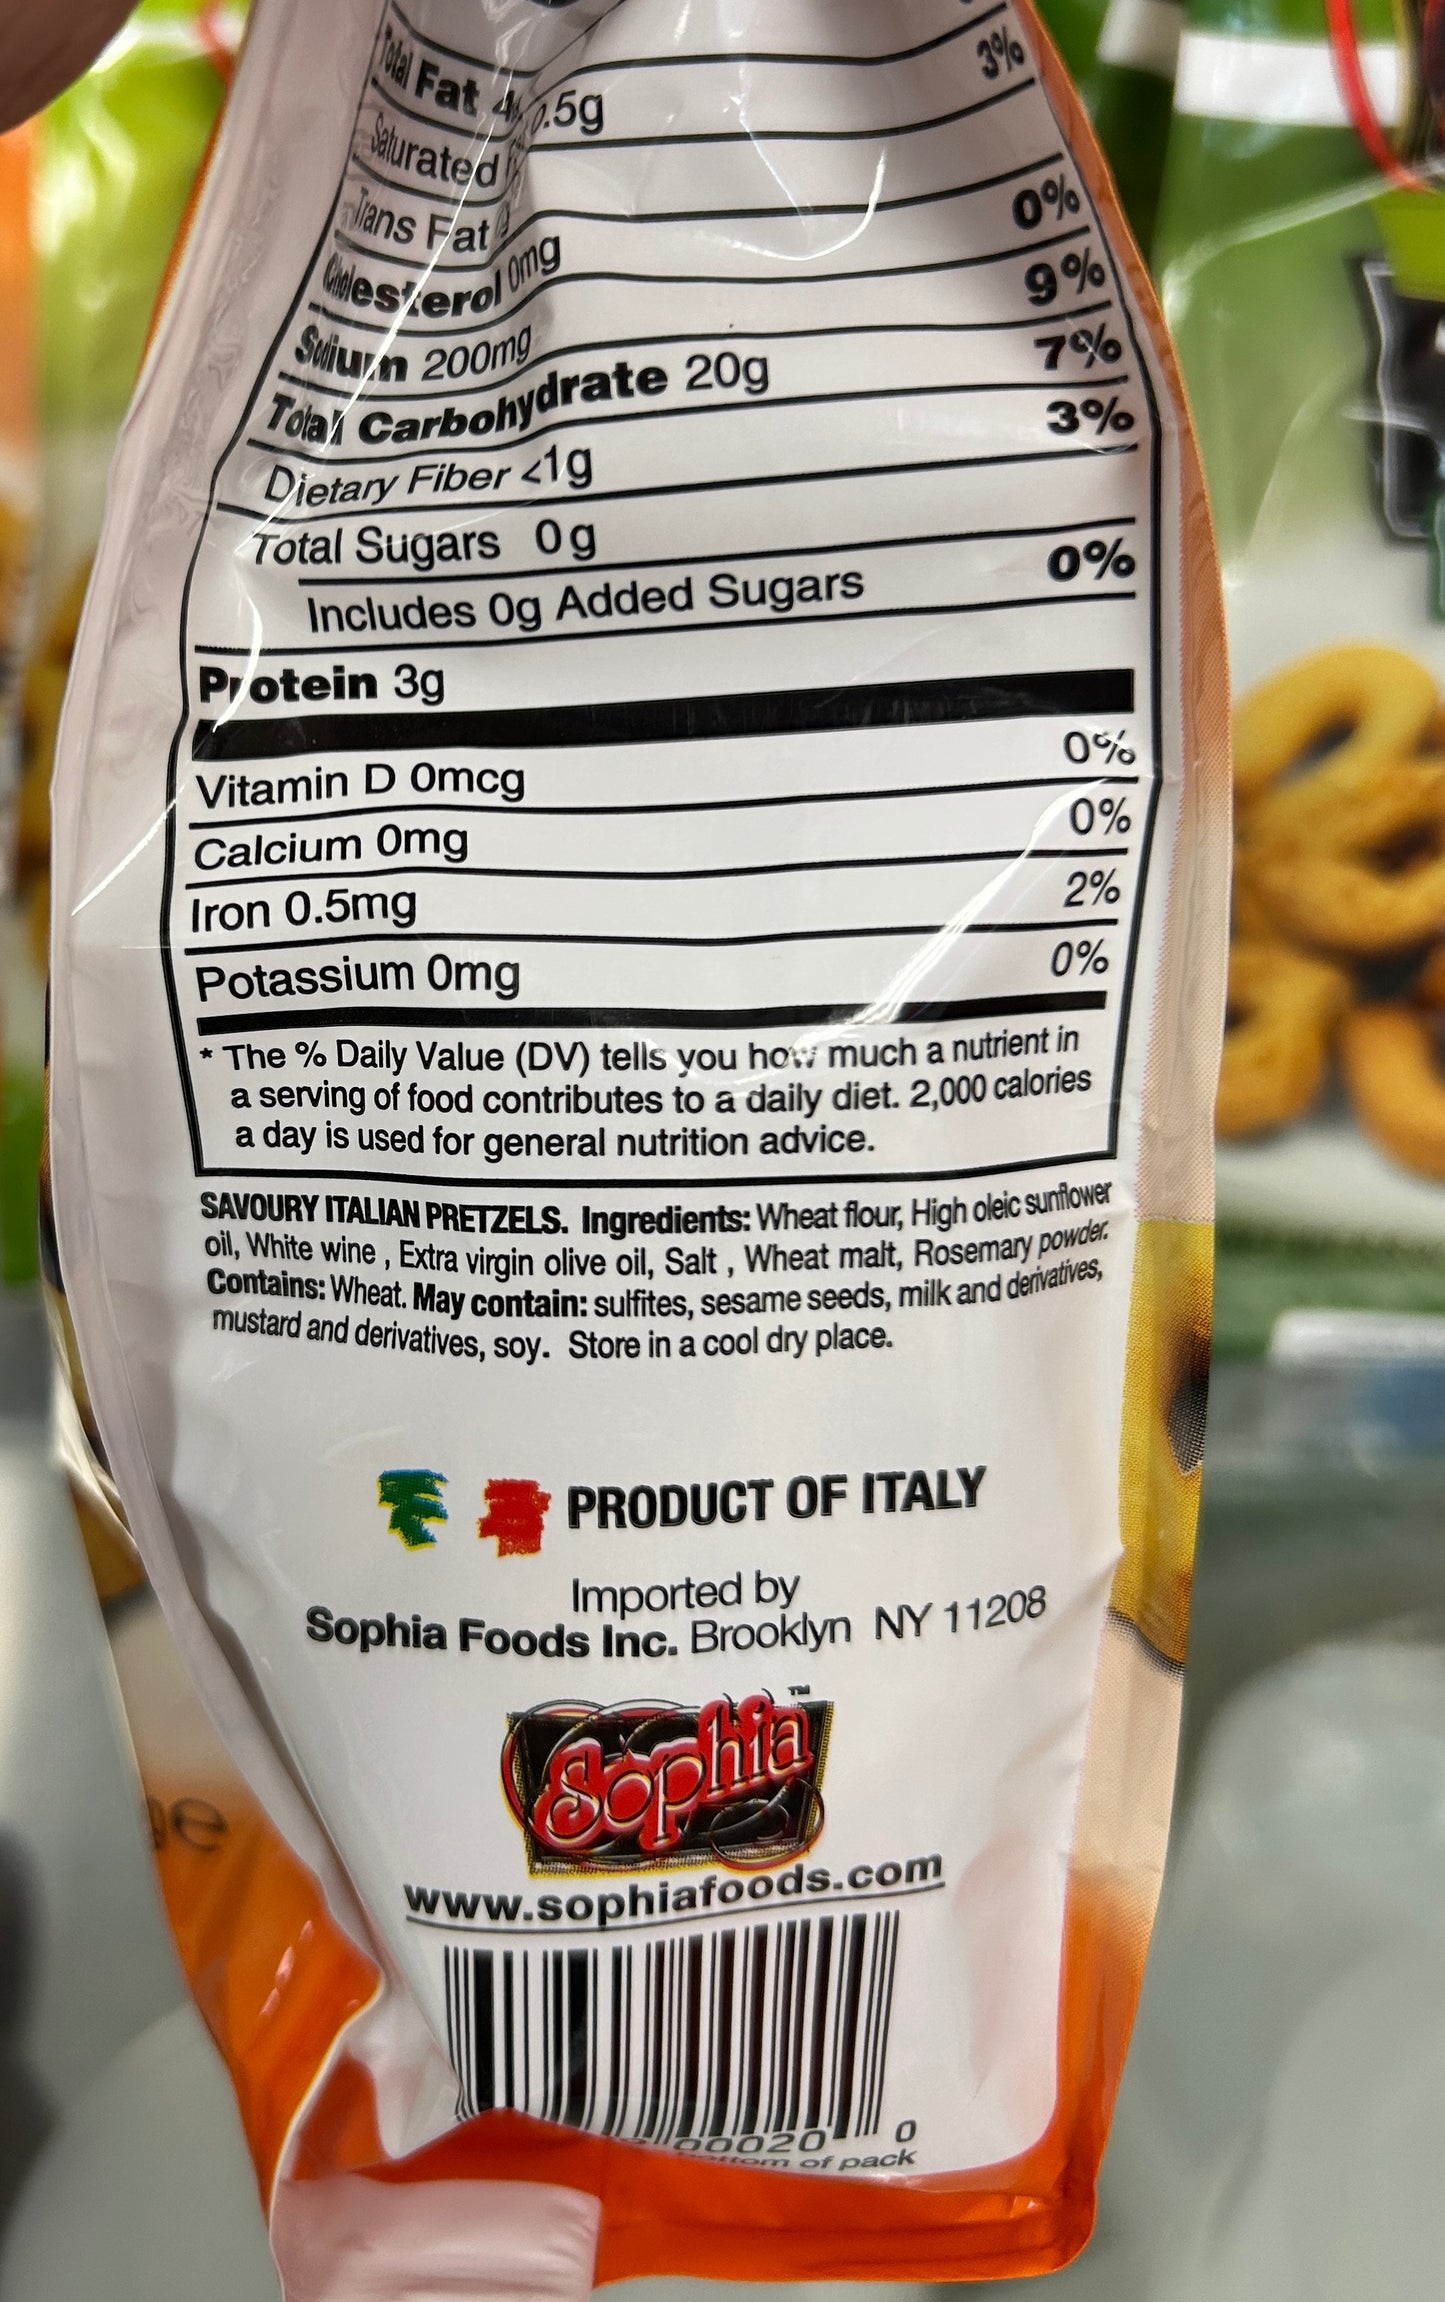 Total Fat
0.5g
3%
Saturated
Trans Fat
0%
Cholesterol 0mg
9%
Sodium 200mg
7%
Total Carbohydrate 20g
3%
Dietary Fiber <1g
Total Sugars 0g
Includes 0g Added Sugars 0%
Protein 3g
Vitamin D 0mcg 0%
Calcium 0mg 0%
Iron 0.5mg 2%
Potassium 0mg 0%
* The % Daily Value (DV) tells you how much a nutrient in
a serving of food contributes to a daily diet. 2,000 calories
a day is used for general nutrition advice.
SAVOURY ITALIAN PRETZELS. Ingredients: Wheat flour, High oleic sunflower
oil, White wine , Extra virgin olive oil, Salt , Wheat malt, Rosemary powder.
Contains: Wheat. May contain: sulfites, sesame seeds, milk and derivatives,
mustard and derivatives, soy. Store in a cool dry place.
PRODUCT OF ITALY
Imported by
Sophia Foods Inc. Brooklyn NY 11208
Sophia™
www.sophiafoods.com
00020 0
of pack